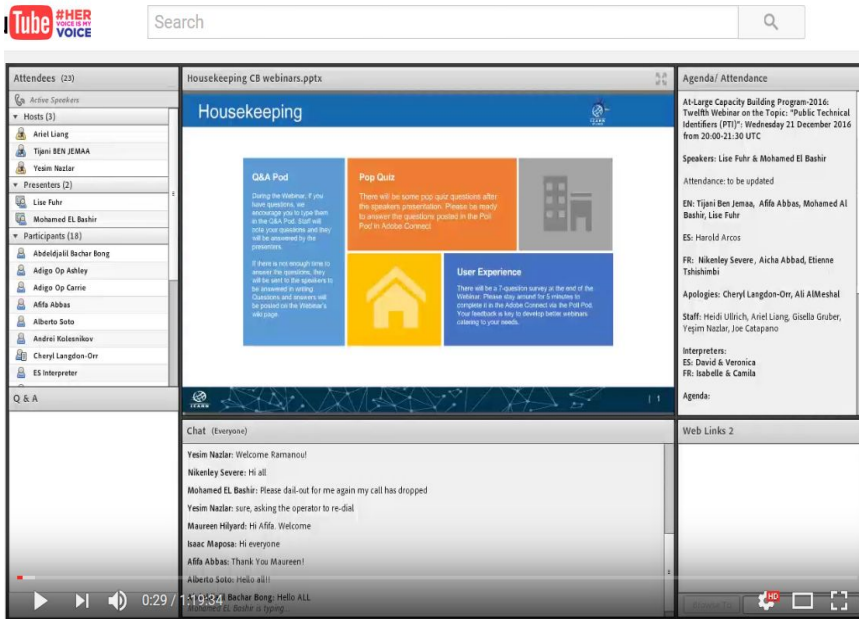 Tube #HER
VOICE IS MY
VOICE
Search
Attendees (23)
Active Speakers
Hosts (3)
Ariel Liang
Tijani BEN JEMAA
Yesim Nazlar
Presenters (2)
Lise Fuhr
Mohamed EL Bashir
Participants (18)
Abdeldjalil Bachar Bong
Adigo Op Ashley
Adigo Op Carrie
Afifa Abbas
Alberto Soto
Andrei Kolesnikov
Cheryl Langdon-Orr
ES Interpreter
Q & A
Housekeeping CB webinars.pptx
Housekeeping
ICANN
Q&A Pod
During the Webinar, if you
have questions, we
encourage you to type them
in the Q&A Pod. Staff will
note your questions and they
will be answered by the
presenters.
If there is not enough time to
answer the questions, they
will be sent to the speakers to
be answered in writing.
Questions and answers will
be posted on the Webinar's
wiki page.
Pop Quiz
There will be some pop quiz questions after
the speakers presentation. Please be ready
to answer the questions posted in the Poll
Pod in Adobe Connect
User Experience
There will be a 7-question survey at the end of the
Webinar. Please stay around for 5 minutes to
complete it in the Adobe Connect via the Poll Pod.
Your feedback is key to develop better webinars
catering to your needs.
ICANN
| 1
Chat (Everyone)
Yesim Nazlar: Welcome Ramanou!
Nikenley Severe: Hi all
Mohamed EL Bashir: Please dail-out for me again my call has dropped
Yesim Nazlar: sure, asking the operator to re-dial
Maureen Hilyard: Hi Afifa. Welcome
Isaac Maposa: Hi everyone
Afifa Abbas: Thank You Maureen!
Alberto Soto: Hello all!!
Bachar Bong: Hello ALL
Mohamed EL Bashir is typing...
Agenda/ Attendance
At-Large Capacity Building Program-2016:
Twelfth Webinar on the Topic: "Public Technical
Identifiers (PTI)": Wednesday 21 December 2016
from 20:00-21:30 UTC
Speakers: Lise Fuhr & Mohamed El Bashir
Attendance: to be updated
EN: Tijani Ben Jemaa, Afifa Abbas, Mohamed Al
Bashir, Lise Fuhr
ES: Harold Arcos
FR: Nikenley Severe, Aicha Abbad, Etienne
Tshishimbi
Apologies: Cheryl Langdon-Orr, Ali AlMeshal
Staff: Heidi Ullrich, Ariel Liang, Gisella Gruber,
Yeşim Nazlar, Joe Catapano
Interpreters:
ES: David & Veronica
FR: Isabelle & Camila
Agenda:
Web Links 2
Browse To
0:29 / 1:19:34
HD